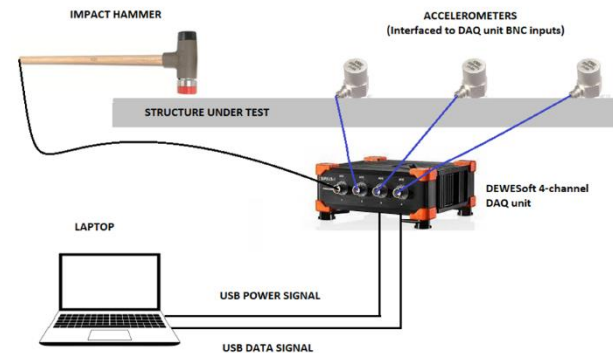 IMPACT HAMMER
ACCELEROMETERS
(Interfaced to DAQ unit BNC inputs)
STRUCTURE UNDER TEST
DEWESoft 4-channel
DAQ unit
LAPTOP
USB POWER SIGNAL
USB DATA SIGNAL